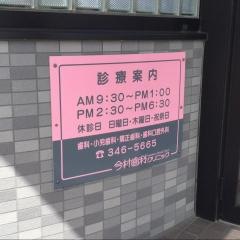 診療案内
AM9:30～PM1:00
PM2:30～PM6:30
休診日 日曜日・木曜日・祝祭日
歯科・小児歯科・矯正歯科・歯科口腔外科
☎346-5665
今村歯科クリニック